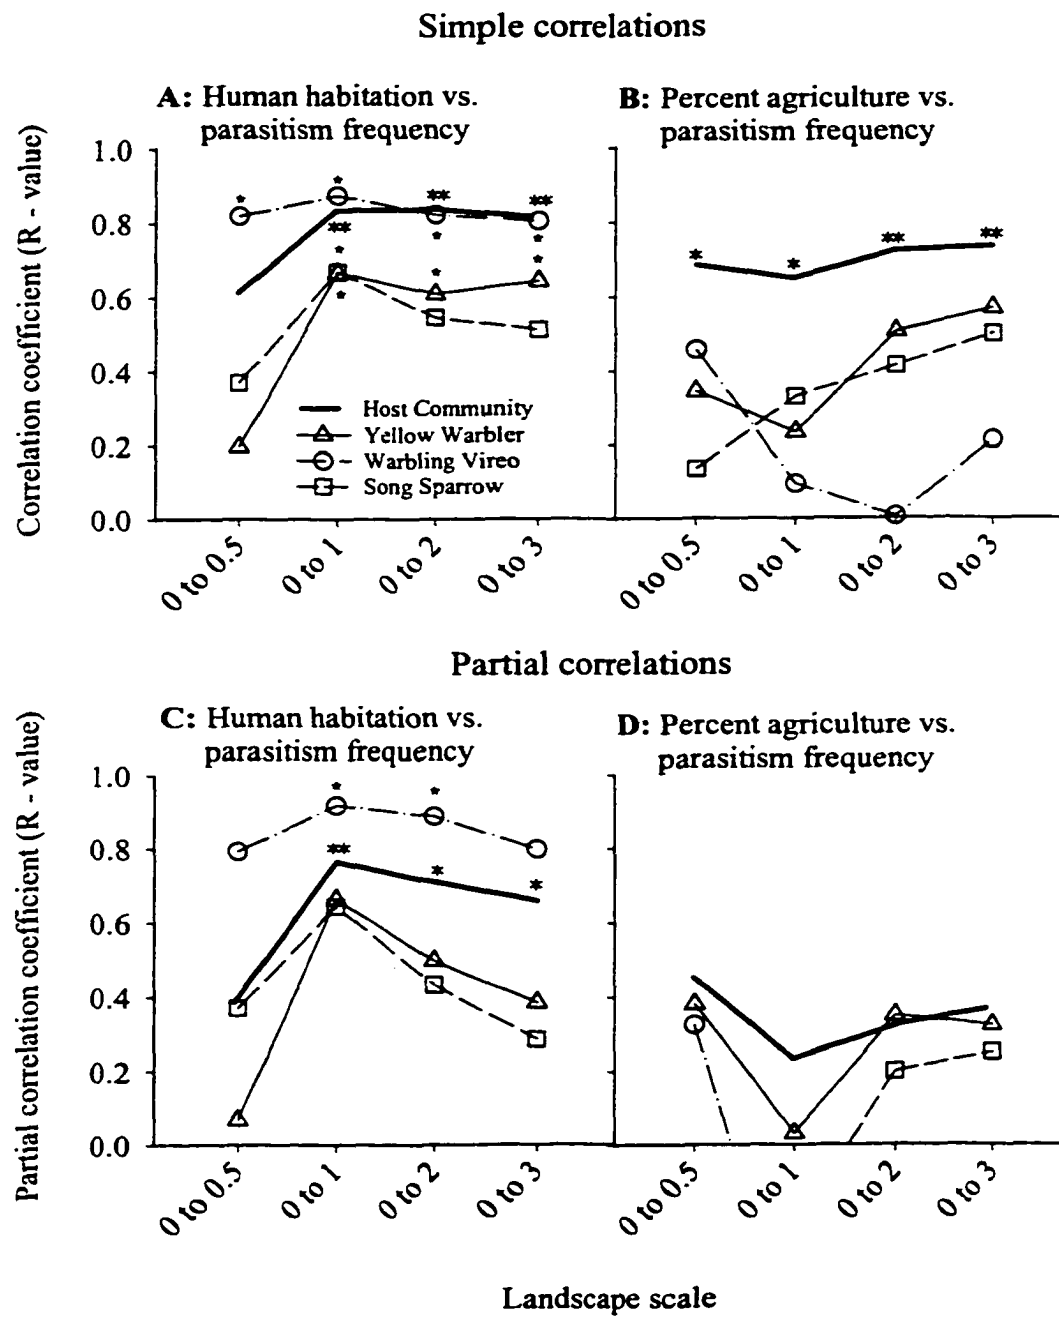 Simple correlations
A: Human habitation vs.
parasitism frequency
B: Percent agriculture vs.
parasitism frequency
Correlation coefficient (R - value)
1.0
0.8
0.6
0.4
0.2
0.0
* * ** **
** * *
* * *
*
* * ** **
Host Community
Yellow Warbler
Warbling Vireo
Song Sparrow
0 to 0.5
0 to 1
0 to 2
0 to 3
0 to 0.5
0 to 1
0 to 2
0 to 3
Partial correlations
C: Human habitation vs.
parasitism frequency
D: Percent agriculture vs.
parasitism frequency
Partial correlation coefficient (R - value)
1.0
0.8
0.6
0.4
0.2
0.0
* *
** * *
0 to 0.5
0 to 1
0 to 2
0 to 3
0 to 0.5
0 to 1
0 to 2
0 to 3
Landscape scale